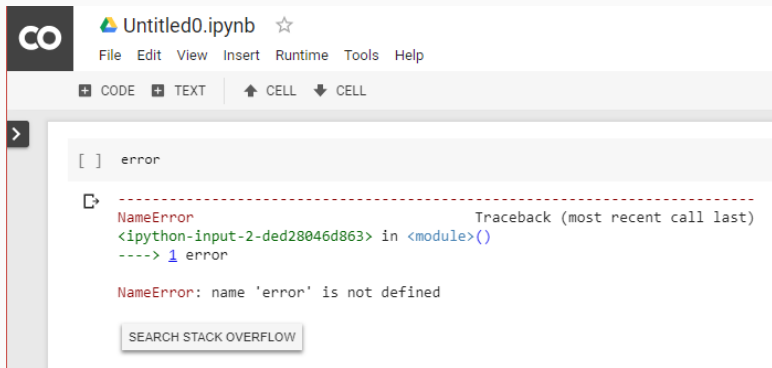 CO Untitled0.ipynb
File Edit View Insert Runtime Tools Help
CODE TEXT CELL CELL
[ ] error
---------------------------------------------------------------------------
NameError Traceback (most recent call last)
<ipython-input-2-ded28046d863> in <module>()
----> 1 error
NameError: name 'error' is not defined
SEARCH STACK OVERFLOW